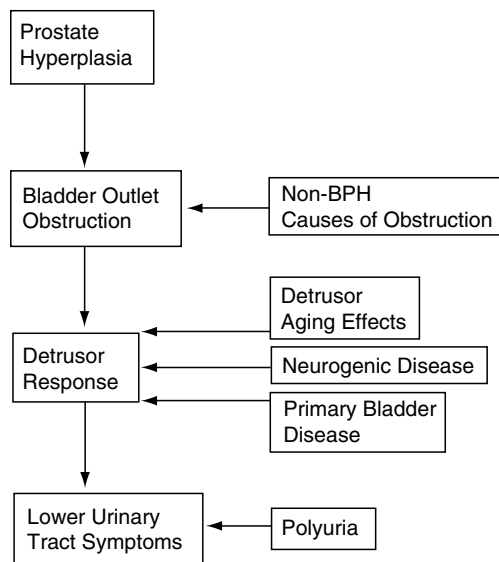 Prostate
Hyperplasia
Bladder Outlet
Obstruction
Non-BPH
Causes of Obstruction
Detrusor
Aging Effects
Detrusor
Response
Neurogenic Disease
Primary Bladder
Disease
Lower Urinary
Tract Symptoms
Polyuria